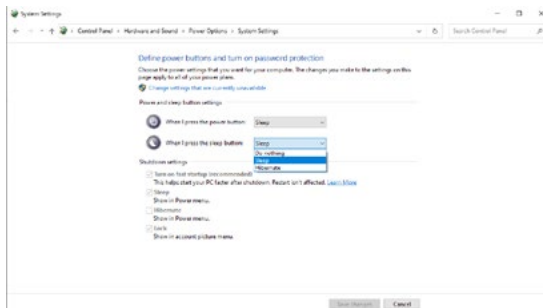 System Settings
Control Panel › Hardware and Sound › Power Options › System Settings
Search Control Panel
Define power buttons and turn on password protection
Choose the power settings that you want for your computer. The changes you make to the settings on this
page apply to all of your power plans.
Change settings that are currently unavailable
Power and sleep button settings
When I press the power button: Sleep
When I press the sleep button: Sleep
Do nothing
Sleep
Hibernate
Shutdown settings
Turn on fast startup (recommended)
This helps start your PC faster after shutdown. Restart isn't affected. Learn More
Sleep
Show in Power menu.
Hibernate
Show in Power menu.
Lock
Show in account picture menu.
Save changes
Cancel